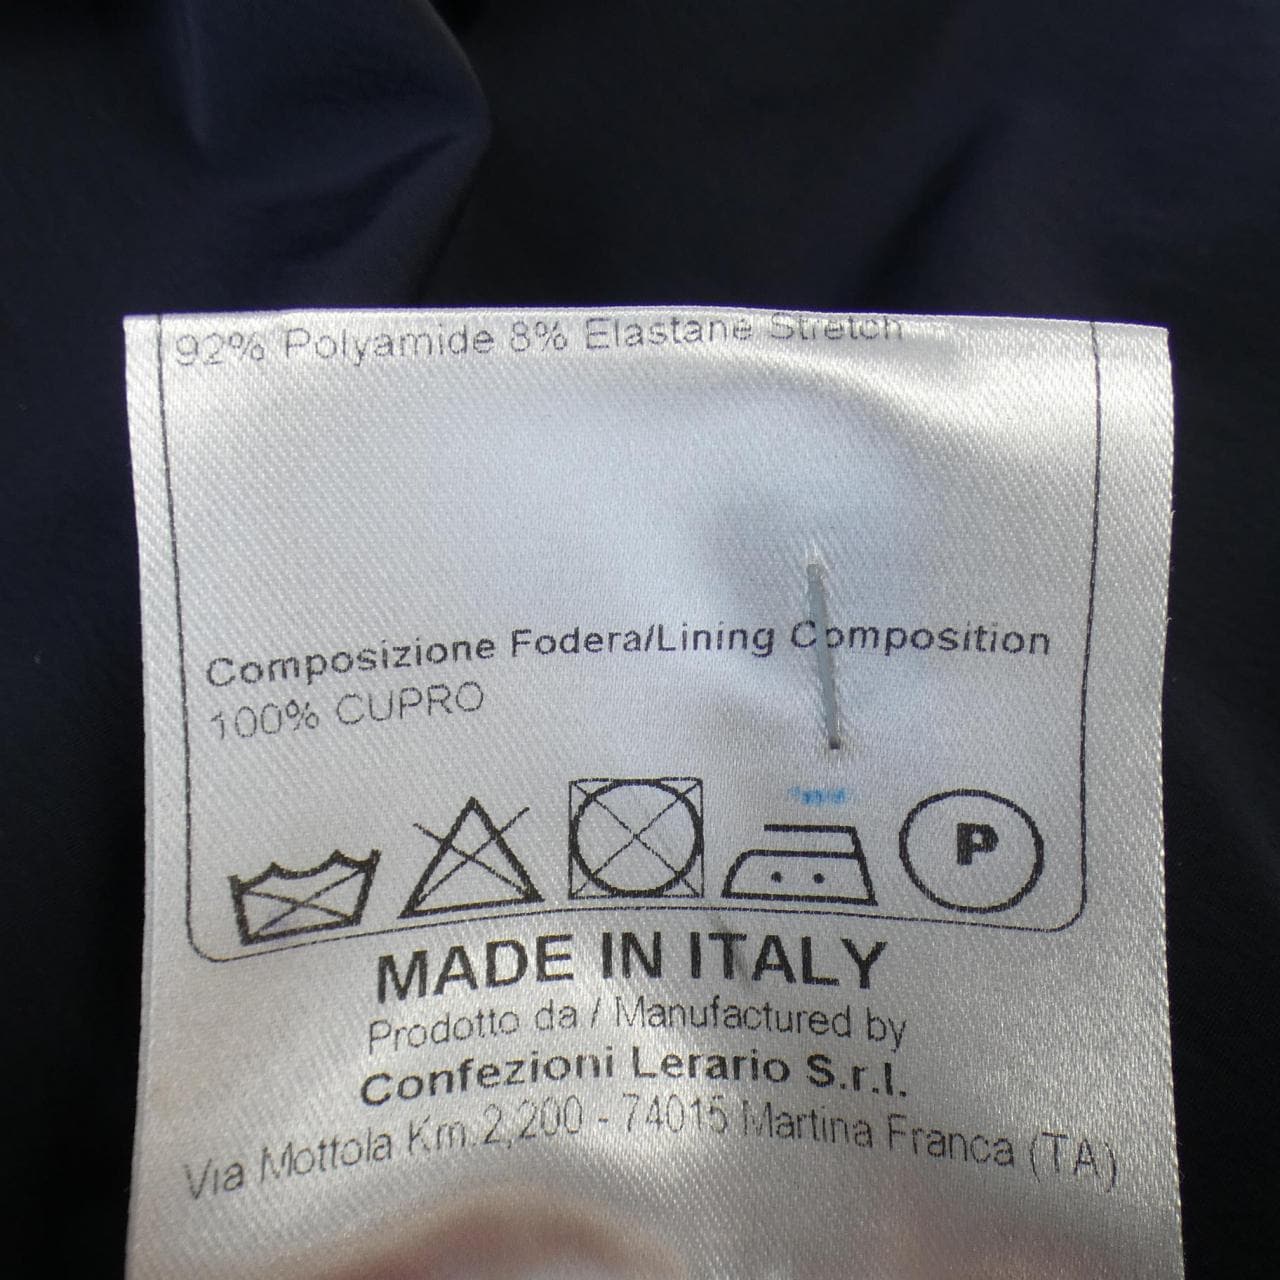 92% Polyamide 8% Elastane Stretch
Composizione Fodera/Lining Composition
100% CUPRO
P
MADE IN ITALY
Prodotto da / Manufactured by
Confezioni Lerario S.r.l.
Via Mottola Km.2,200 - 74015 Martina Franca (TA)